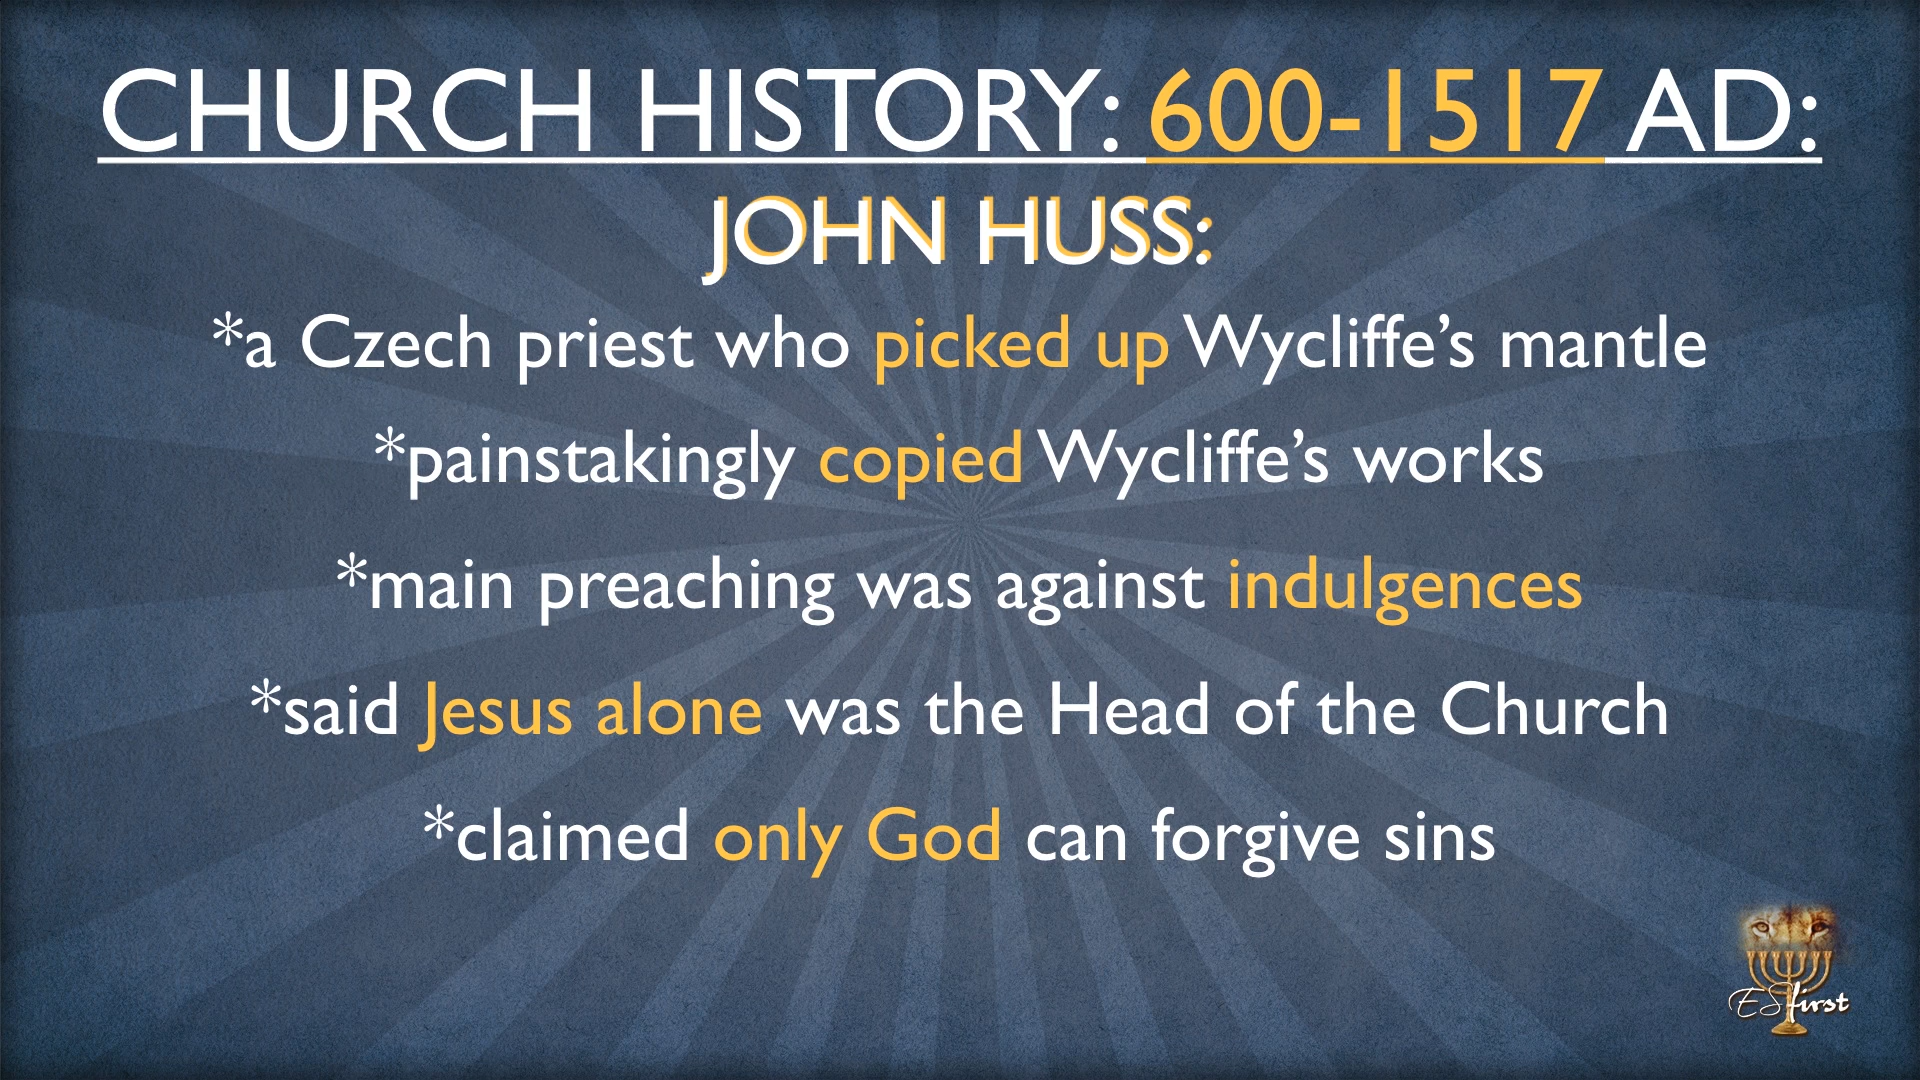 CHURCH HISTORY: 600-1517 AD:
JOHN HUSS:
*a Czech priest who picked up Wycliffe’s mantle
*painstakingly copied Wycliffe’s works
*main preaching was against indulgences
*said Jesus alone was the Head of the Church
*claimed only God can forgive sins
ESfirst